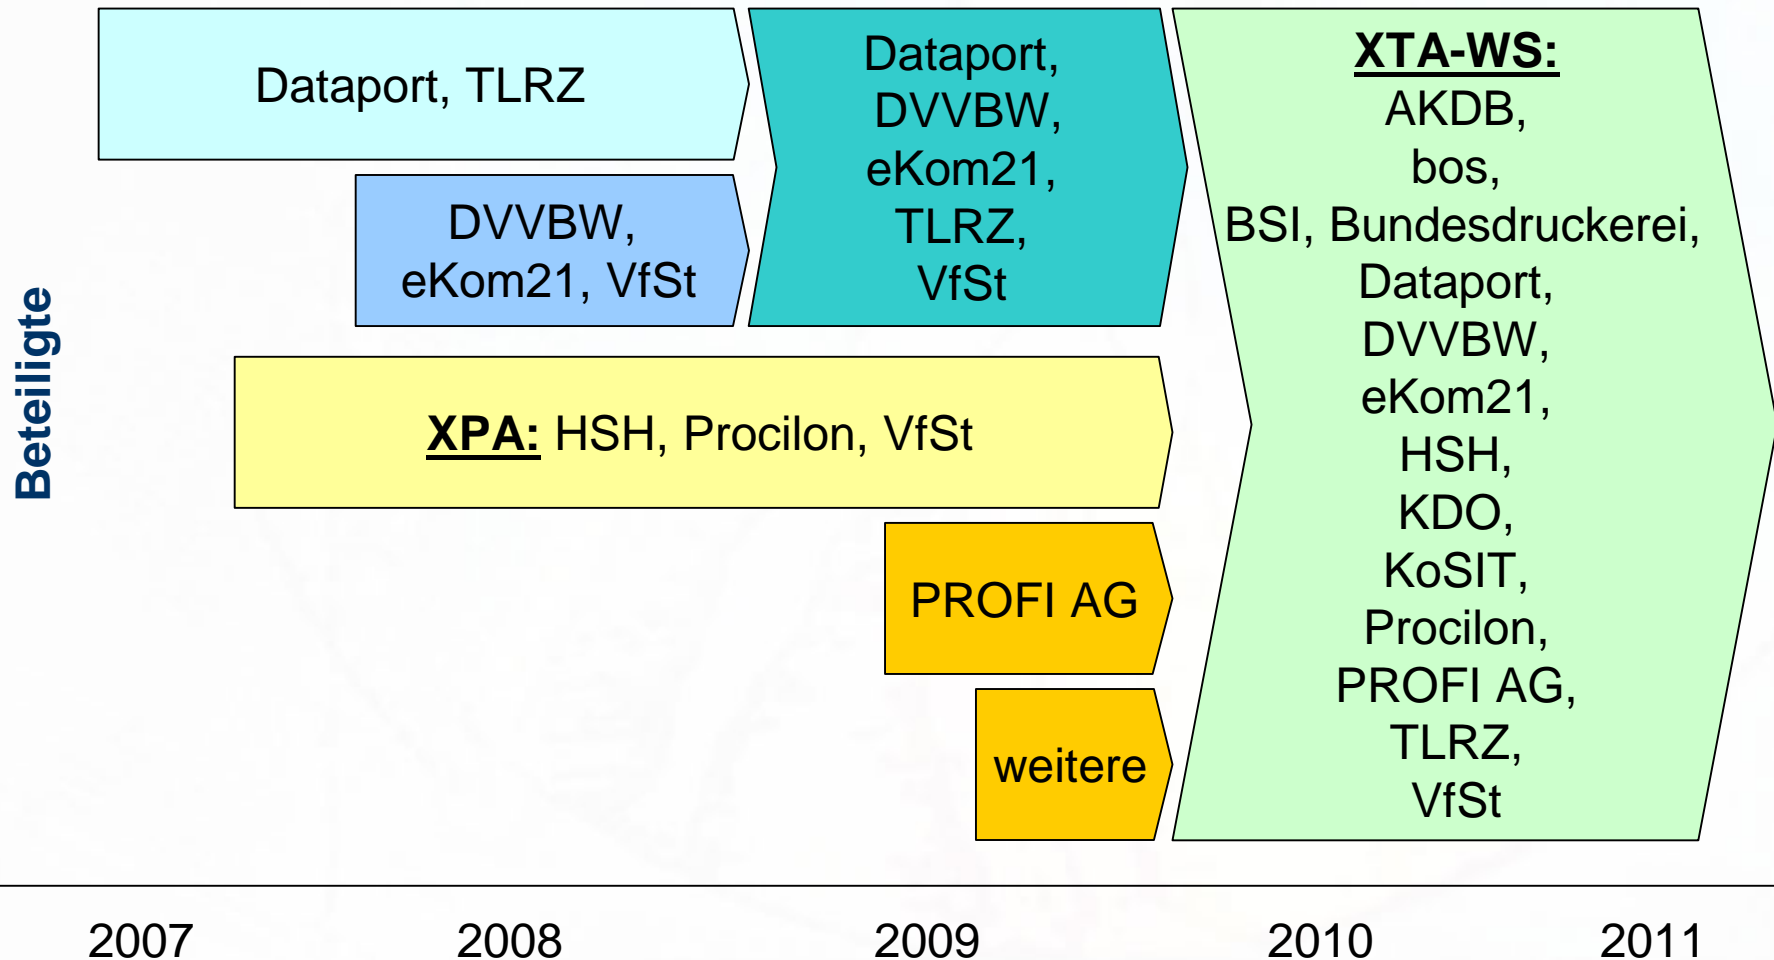 Beteiligte
Dataport, TLRZ
DVVBW,
eKom21, VfSt
Dataport,
DVVBW,
eKom21,
TLRZ,
VfSt
XPA: HSH, Procilon, VfSt
PROFI AG
weitere
XTA-WS:
AKDB,
bos,
BSI, Bundesdruckerei,
Dataport,
DVVBW,
eKom21,
HSH,
KDO,
KoSIT,
Procilon,
PROFI AG,
TLRZ,
VfSt
2007 2008 2009 2010 2011